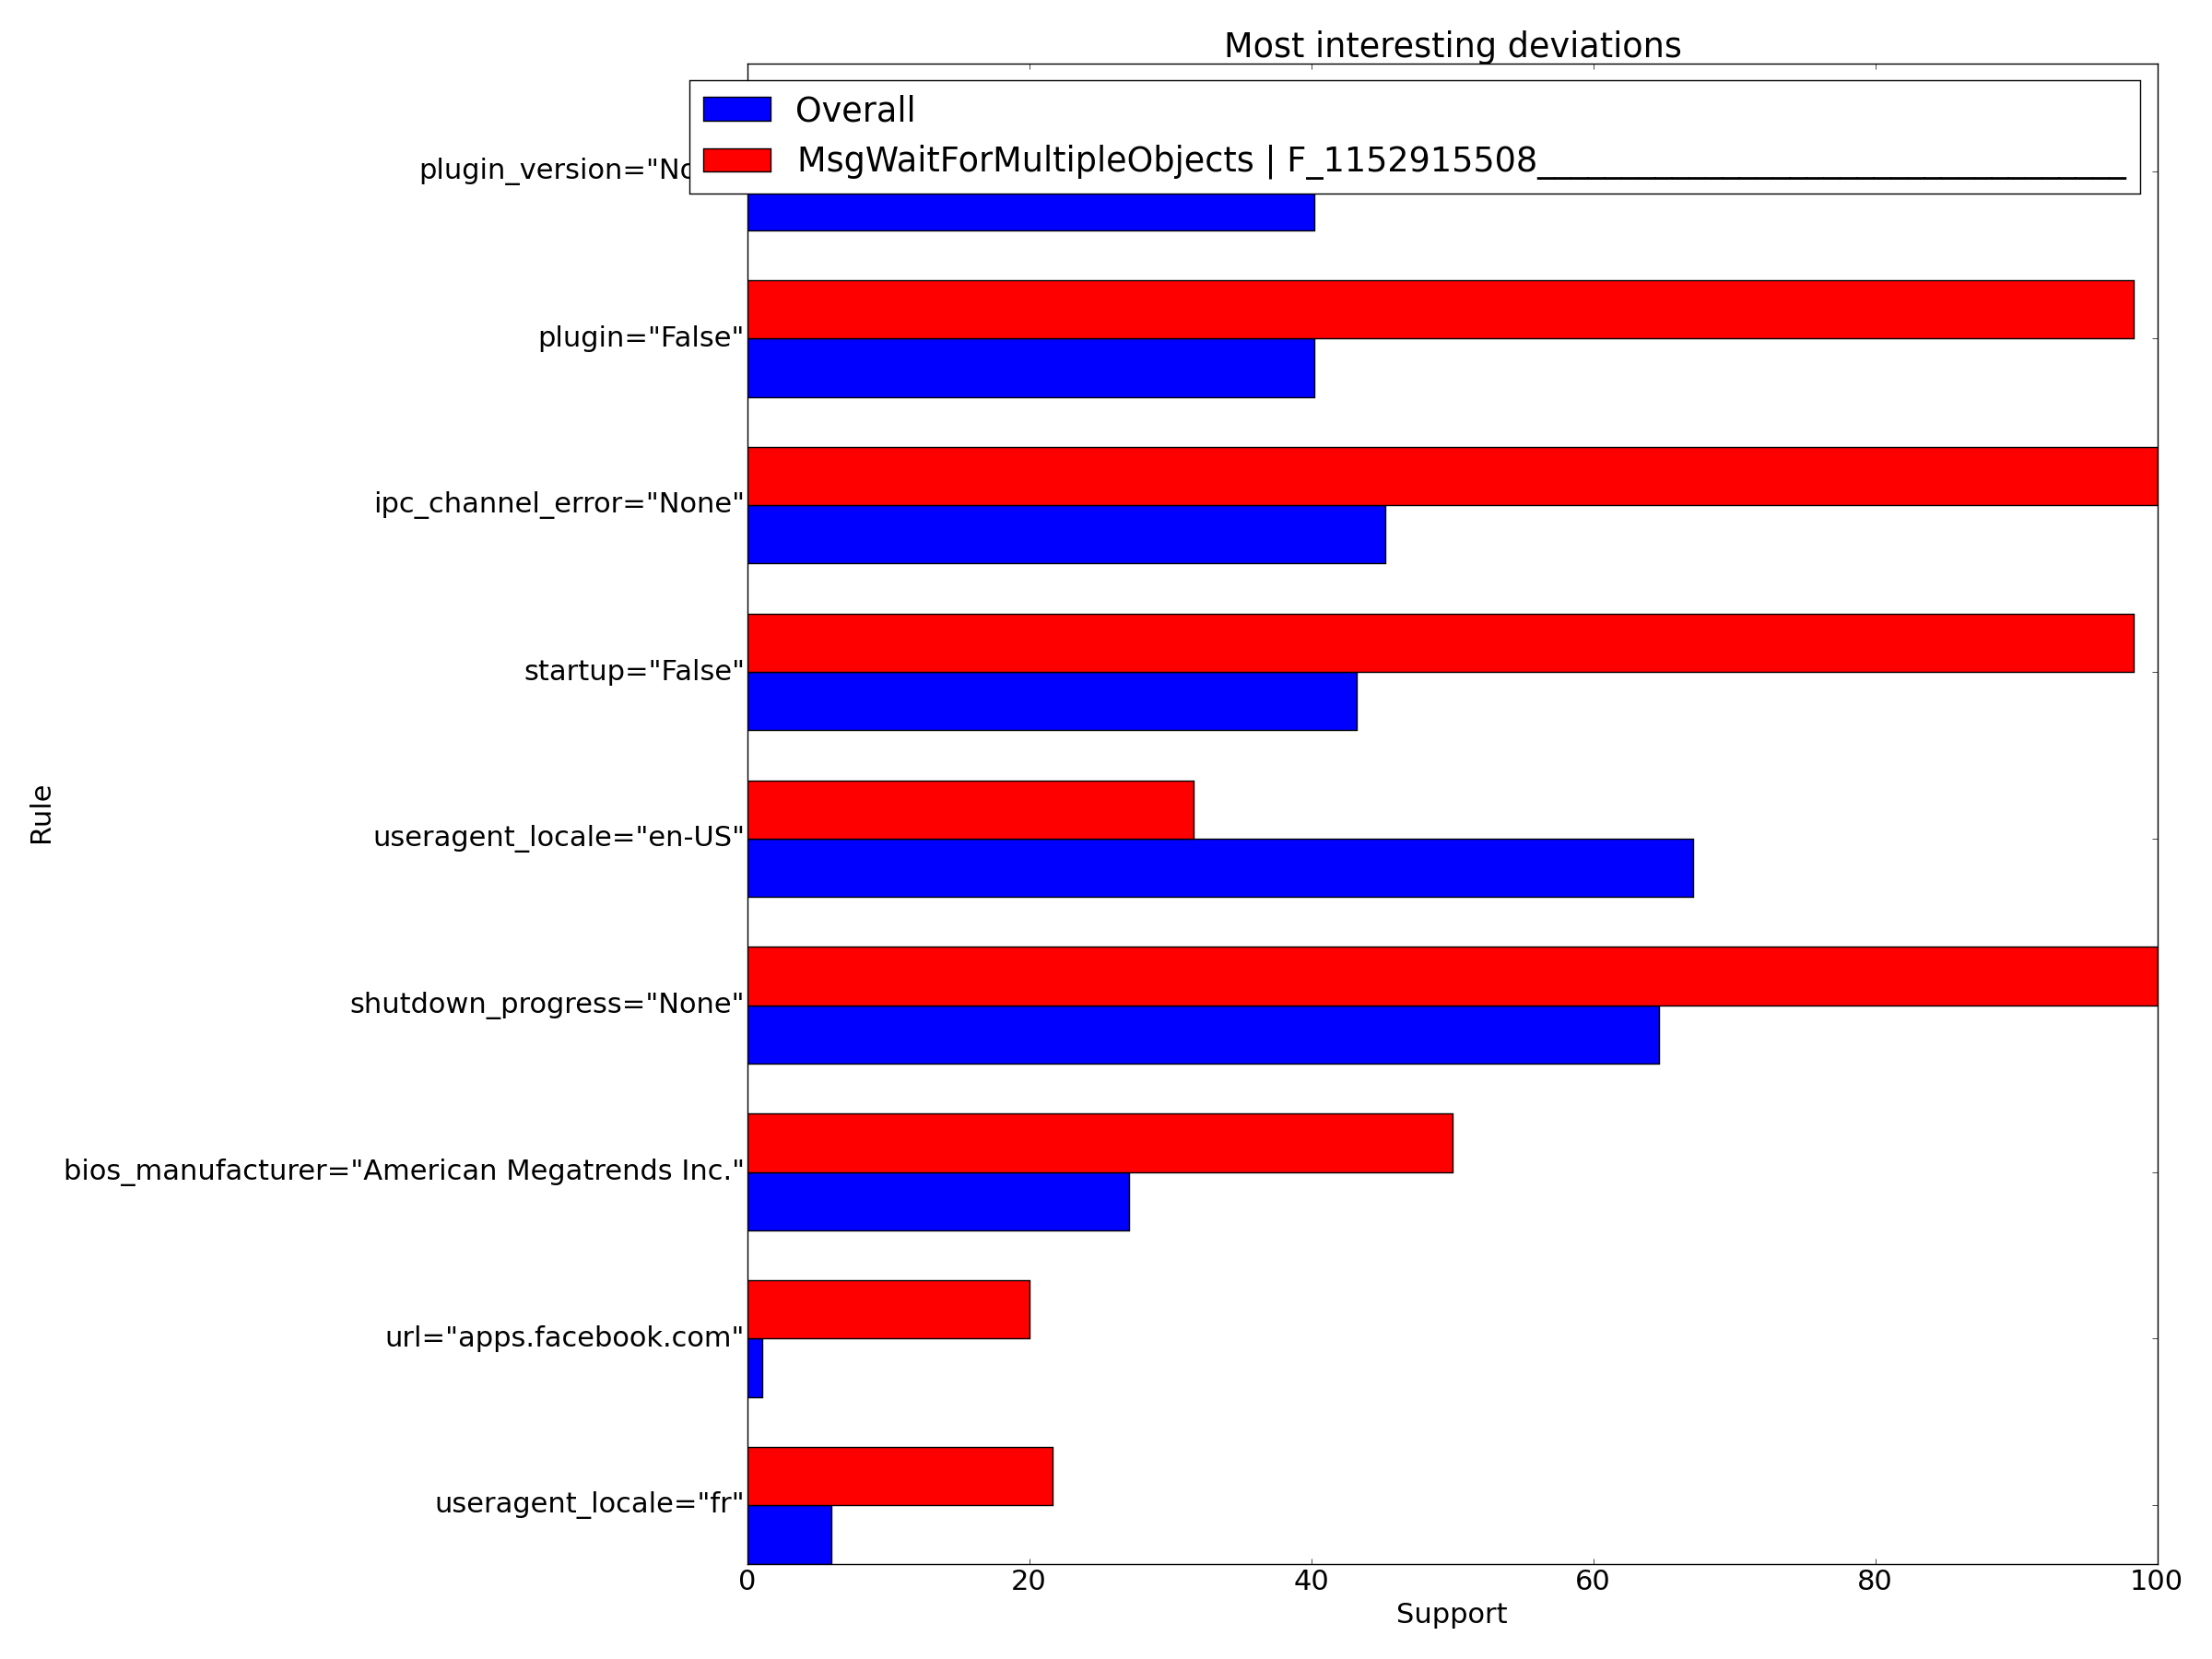 Most interesting deviations
Overall
MsgWaitForMultipleObjects | F_1152915508___________________________________
plugin_version="No
plugin="False"
ipc_channel_error="None"
startup="False"
useragent_locale="en-US"
shutdown_progress="None"
bios_manufacturer="American Megatrends Inc."
url="apps.facebook.com"
useragent_locale="fr"
Rule
0 20 40 60 80 100
Support